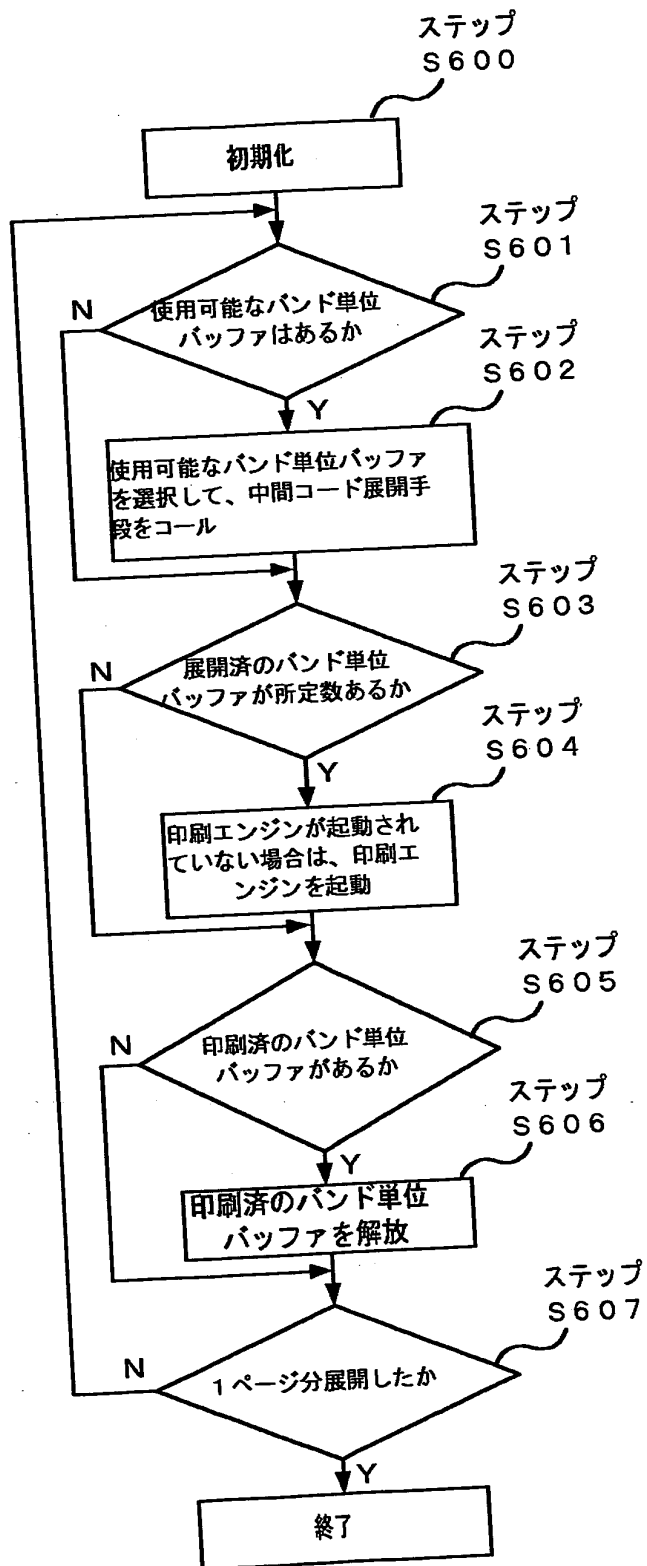 ステップ
S600
初期化
ステップ
S601
使用可能なバンド単位
バッファはあるか
N
Y
ステップ
S602
使用可能なバンド単位バッファ
を選択して、中間コード展開手
段をコール
ステップ
S603
展開済のバンド単位
バッファが所定数あるか
N
Y
ステップ
S604
印刷エンジンが起動され
ていない場合は、印刷エ
ンジンを起動
ステップ
S605
印刷済のバンド単位
バッファがあるか
N
Y
ステップ
S606
印刷済のバンド単位
バッファを解放
ステップ
S607
1ページ分展開したか
N
Y
終了